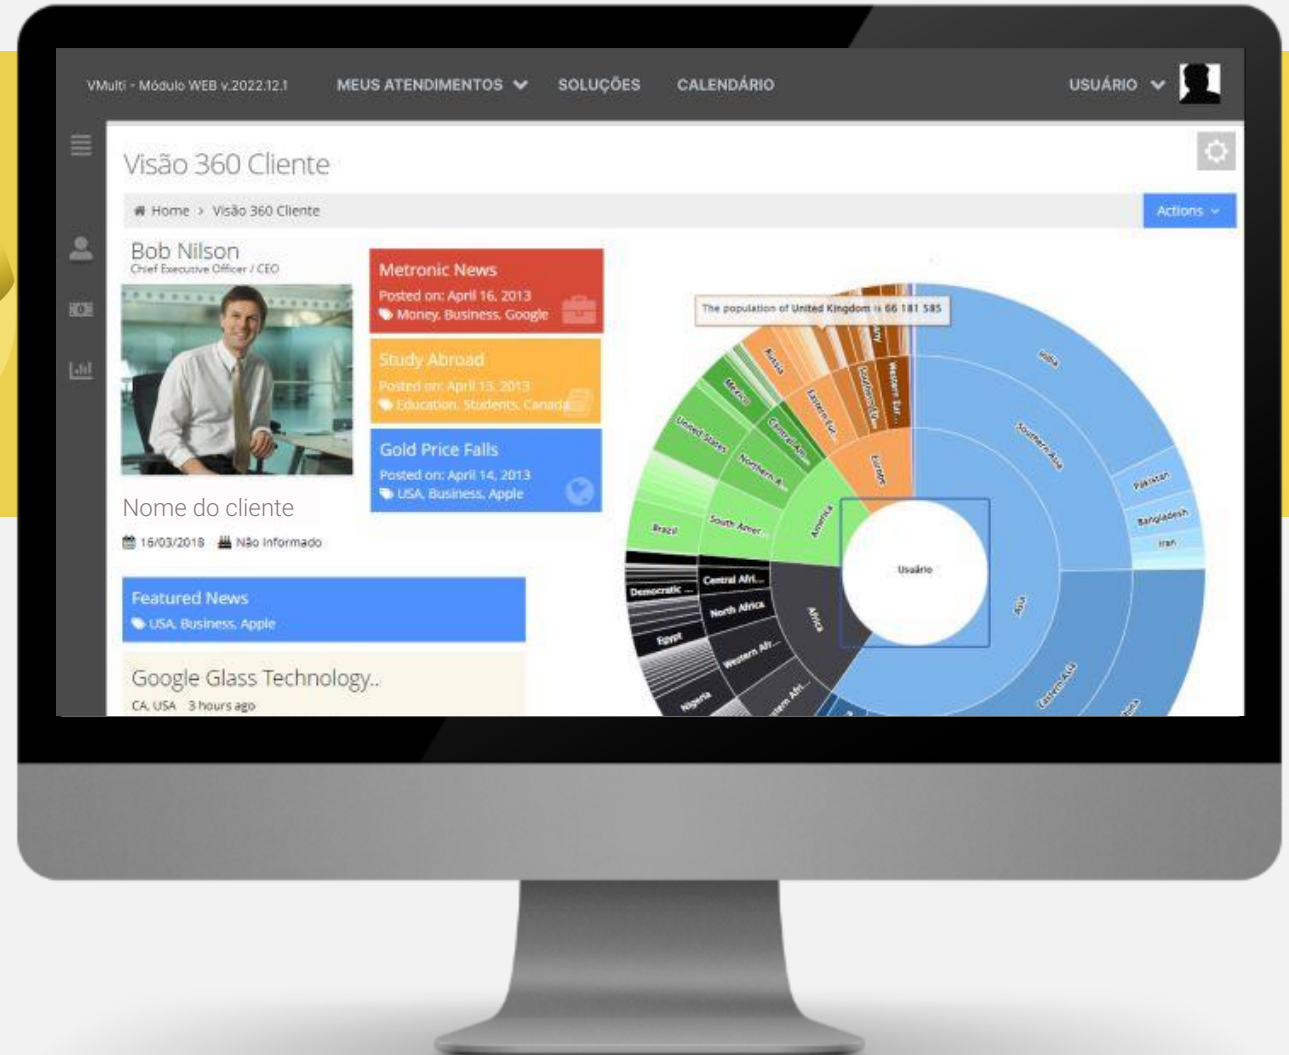 VMulti - Módulo WEB v.2022.12.1
MEUS ATENDIMENTOS
SOLUÇÕES
CALENDÁRIO
USUÁRIO
Visão 360 Cliente
Home > Visão 360 Cliente
Actions
Bob Nilson
Chief Executive Officer / CEO
Metronic News
Posted on: April 16, 2013
Money, Business, Google
Study Abroad
Posted on: April 13, 2013
Education, Students, Canada
Gold Price Falls
Posted on: April 14, 2013
USA, Business, Apple
Nome do cliente
16/03/2018 Não Informado
Featured News
USA, Business, Apple
Google Glass Technology..
CA, USA 3 hours ago
The population of United Kingdom is 66 181 585
Russia
Eastern Eur...
Western Eur...
Europe
Mexico
Central Am...
United States
Northern A...
South Amer...
Brazil
America
India
Southern Asia
Pakistan
Bangladesh
Iran
Asia
Eastern Asia
Usuário
Africa
Central Afri...
Democratic ...
North Africa
Egypt
Western Afr...
Nigeria